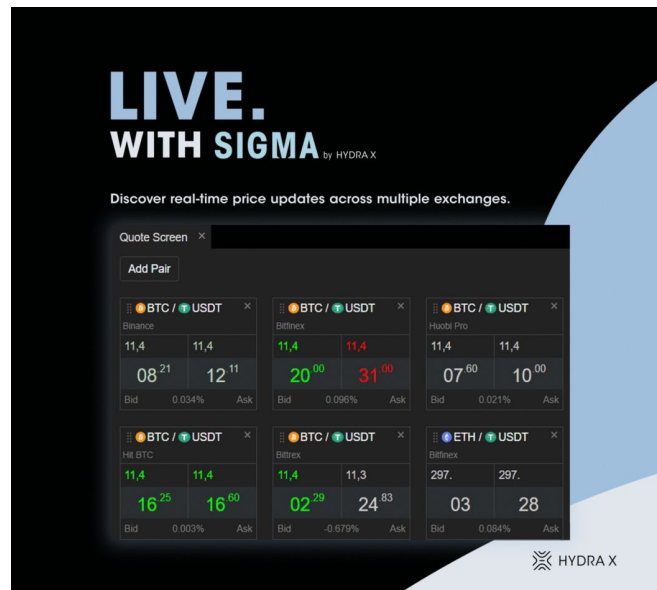 LIVE.
WITH SIGMA by HYDRA X
Discover real-time price updates across multiple exchanges.
Quote Screen ×
Add Pair
BTC / USDT ×
Binance
11,4 11,4
08.21 12.11
Bid 0.034% Ask
BTC / USDT ×
Bitfinex
11,4 11,4
20.00 31.00
Bid 0.096% Ask
BTC / USDT ×
Huobi Pro
11,4 11,4
07.60 10.00
Bid 0.021% Ask
BTC / USDT ×
Hit BTC
11,4 11,4
16.25 16.60
Bid 0.003% Ask
BTC / USDT ×
Bittrex
11,4 11,3
02.29 24.83
Bid -0.679% Ask
ETH / USDT ×
Bitfinex
297. 297.
03 28
Bid 0.084% Ask
HYDRA X